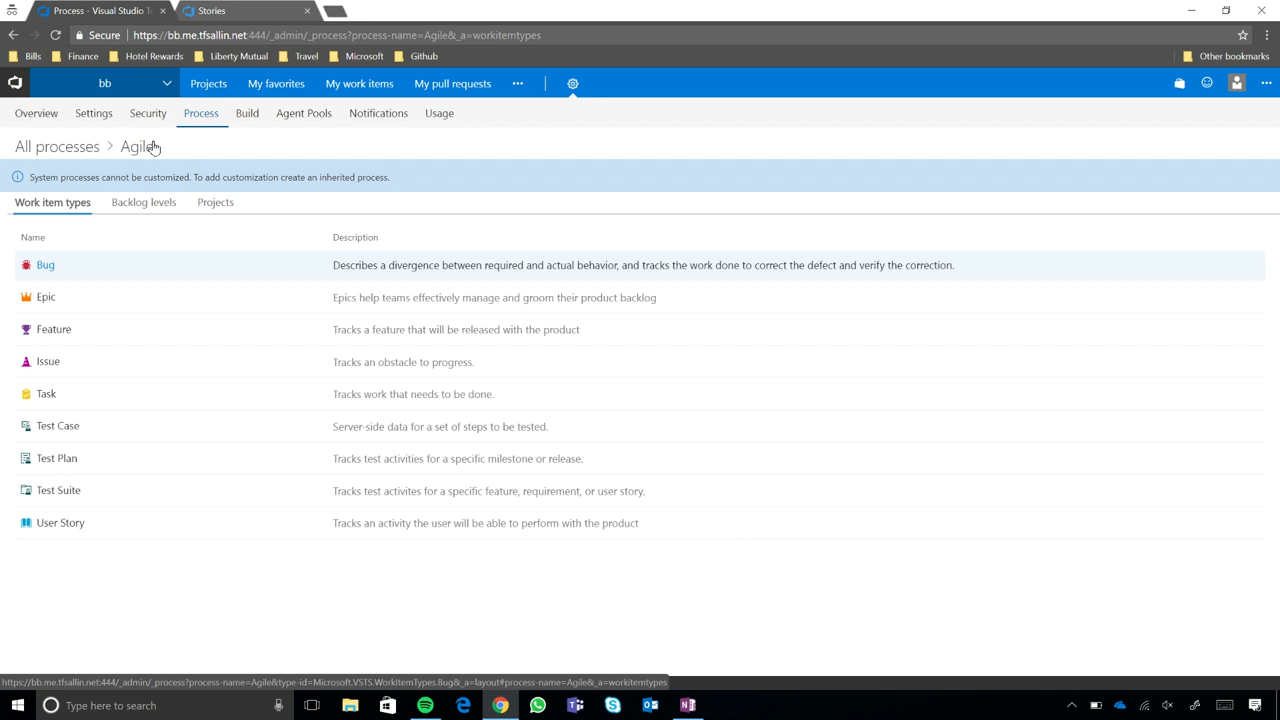 Process - Visual Studio T
Stories
Secure https://bb.me.tfsallin.net:444/_admin/_process?process-name=Agile&_a=workitemtypes
Bills Finance Hotel Rewards Liberty Mutual Travel Microsoft Github Other bookmarks
bb Projects My favorites My work items My pull requests
Overview Settings Security Process Build Agent Pools Notifications Usage
All processes > Agile
System processes cannot be customized. To add customization create an inherited process.
Work item types Backlog levels Projects
Name Description
Bug Describes a divergence between required and actual behavior, and tracks the work done to correct the defect and verify the correction.
Epic Epics help teams effectively manage and groom their product backlog
Feature Tracks a feature that will be released with the product
Issue Tracks an obstacle to progress.
Task Tracks work that needs to be done.
Test Case Server-side data for a set of steps to be tested.
Test Plan Tracks test activities for a specific milestone or release.
Test Suite Tracks test activites for a specific feature, requirement, or user story.
User Story Tracks an activity the user will be able to perform with the product
https://bb.me.tfsallin.net:444/_admin/_process?process-name=Agile&type-id=Microsoft.VSTS.WorkItemTypes.Bug&_a=layout#process-name=Agile&_a=workitemtypes
Type here to search